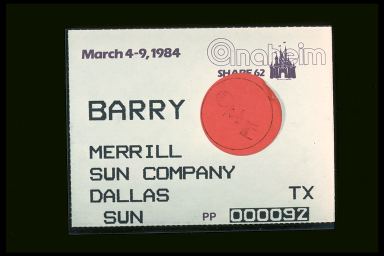 March 4-9, 1984
anaheim
SHARE 62
BARRY
MERRILL
SUN COMPANY
DALLAS TX
SUN PP 000092